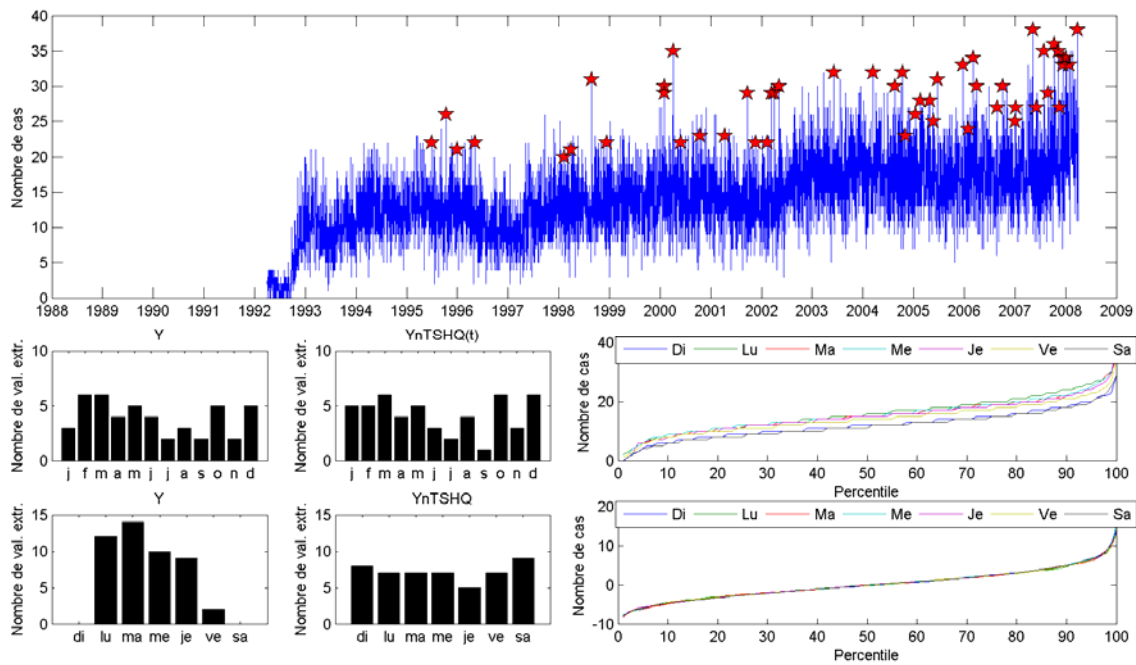 40
35
30
25
20
15
10
5
0
Nombre de cas
1988 1989 1990 1991 1992 1993 1994 1995 1996 1997 1998 1999 2000 2001 2002 2003 2004 2005 2006 2007 2008 2009
Y
10
5
0
Nombre de val. extr.
j f m a m j j a s o n d
YnTSHQ(t)
10
5
0
Nombre de val. extr.
j f m a m j j a s o n d
Di Lu Ma Me Je Ve Sa
40
20
0
Nombre de cas
0 10 20 30 40 50 60 70 80 90 100
Percentile
Y
15
10
5
0
Nombre de val. extr.
di lu ma me je ve sa
YnTSHQ
15
10
5
0
Nombre de val. extr.
di lu ma me je ve sa
Di Lu Ma Me Je Ve Sa
20
10
0
-10
Nombre de cas
0 10 20 30 40 50 60 70 80 90 100
Percentile